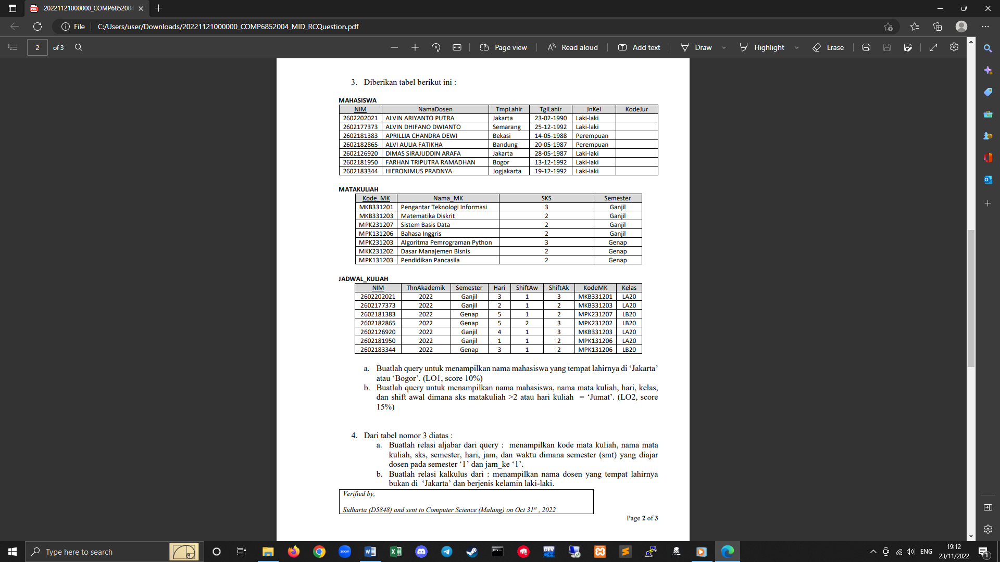 20221121000000_COMP6852004
File
C:/Users/user/Downloads/20221121000000_COMP6852004_MID_RCQuestion.pdf
2 of 3
Page view
Read aloud
Add text
Draw
Highlight
Erase
3. Diberikan tabel berikut ini :
MAHASISWA
NIM NamaDosen TmpLahir TglLahir JnKel KodeJur
2602202021 ALVIN ARIYANTO PUTRA Jakarta 23-02-1990 Laki-laki
2602177373 ALVIN DHIFANO DWIANTO Semarang 25-12-1992 Laki-laki
2602181383 APRILLIA CHANDRA DEWI Bekasi 14-05-1988 Perempuan
2602182865 ALVI AULIA FATIKHA Bandung 20-05-1987 Perempuan
2602126920 DIMAS SIRAJUDDIN ARAFA Jakarta 28-05-1987 Laki-laki
2602181950 FARHAN TRIPUTRA RAMADHAN Bogor 13-12-1992 Laki-laki
2602183344 HIERONIMUS PRADNYA Jogjakarta 19-12-1992 Laki-laki
MATAKULIAH
Kode_MK Nama_MK SKS Semester
MKB331201 Pengantar Teknologi Informasi 3 Ganjil
MKB331203 Matematika Diskrit 2 Ganjil
MPK231207 Sistem Basis Data 2 Ganjil
MPK131206 Bahasa Inggris 2 Ganjil
MPK231203 Algoritma Pemrograman Python 3 Genap
MKK231202 Dasar Manajemen Bisnis 2 Genap
MPK131203 Pendidikan Pancasila 2 Genap
JADWAL_KULIAH
NIM ThnAkademik Semester Hari ShiftAw ShiftAk KodeMK Kelas
2602202021 2022 Ganjil 3 1 3 MKB331201 LA20
2602177373 2022 Ganjil 2 1 2 MKB331203 LA20
2602181383 2022 Genap 5 1 2 MPK231207 LB20
2602182865 2022 Genap 5 2 3 MPK231202 LB20
2602126920 2022 Ganjil 4 1 3 MKB331203 LA20
2602181950 2022 Ganjil 1 1 2 MPK131206 LA20
2602183344 2022 Genap 3 1 2 MPK131206 LB20
a. Buatlah query untuk menampilkan nama mahasiswa yang tempat lahirnya di ‘Jakarta’
atau ‘Bogor’. (LO1, score 10%)
b. Buatlah query untuk menampilkan nama mahasiswa, nama mata kuliah, hari, kelas,
dan shift awal dimana sks matakuliah >2 atau hari kuliah = ‘Jumat’. (LO2, score
15%)
4. Dari tabel nomor 3 diatas :
a. Buatlah relasi aljabar dari query : menampilkan kode mata kuliah, nama mata
kuliah, sks, semester, hari, jam, dan waktu dimana semester (smt) yang diajar
dosen pada semester ‘1’ dan jam_ke ‘1’.
b. Buatlah relasi kalkulus dari : menampilkan nama dosen yang tempat lahirnya
bukan di ‘Jakarta’ dan berjenis kelamin laki-laki.
Verified by,
Sidharta (D5848) and sent to Computer Science (Malang) on Oct 31st , 2022
Page 2 of 3
Type here to search
ENG
19:12
23/11/2022